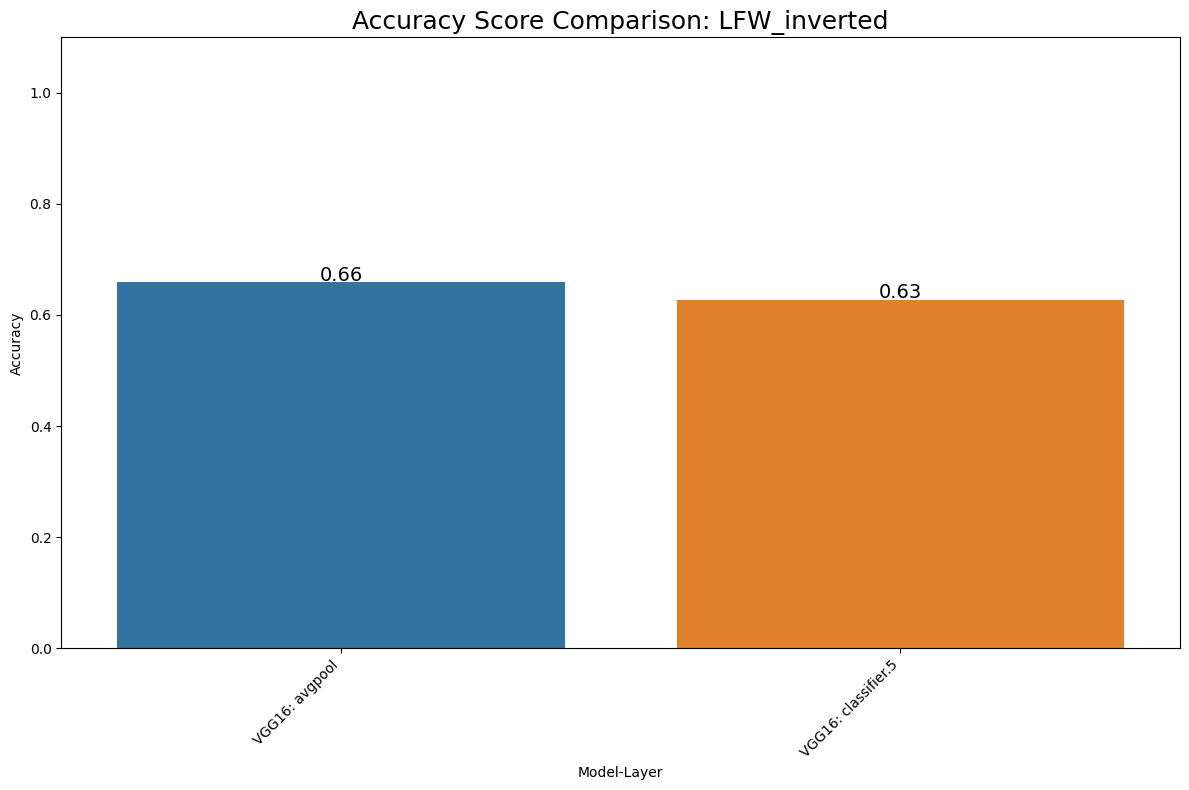 Accuracy Score Comparison: LFW_inverted
1.0
0.8
0.6
0.4
0.2
0.0
Accuracy
0.66
0.63
VGG16: avgpool
VGG16: classifier.5
Model-Layer